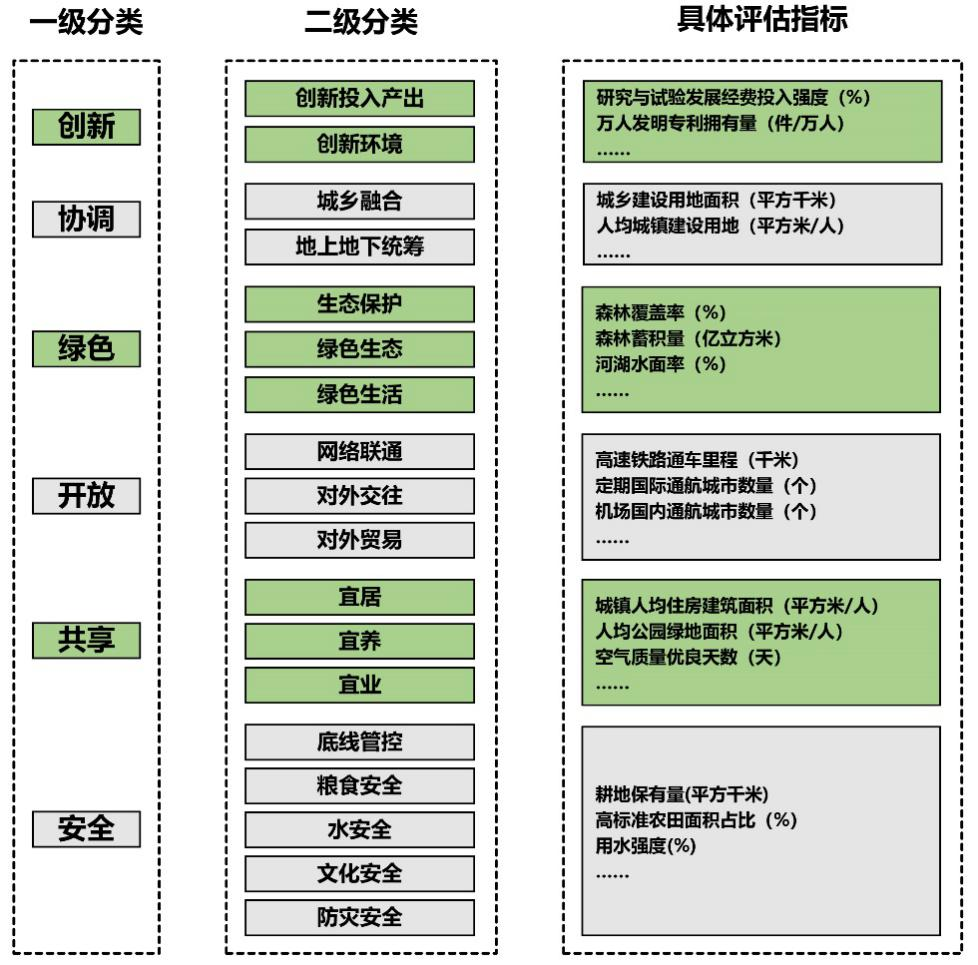 一级分类
二级分类
具体评估指标
创新
创新投入产出
创新环境
研究与试验发展经费投入强度（%）
万人发明专利拥有量（件/万人）
......
协调
城乡融合
地上地下统筹
城乡建设用地面积（平方千米）
人均城镇建设用地（平方米/人）
......
绿色
生态保护
绿色生态
绿色生活
森林覆盖率（%）
森林蓄积量（亿立方米）
河湖水面率（%）
......
开放
网络联通
对外交往
对外贸易
高速铁路通车里程（千米）
定期国际通航城市数量（个）
机场国内通航城市数量（个）
......
共享
宜居
宜养
宜业
城镇人均住房建筑面积（平方米/人）
人均公园绿地面积（平方米/人）
空气质量优良天数（天）
......
安全
底线管控
粮食安全
水安全
文化安全
防灾安全
耕地保有量(平方千米)
高标准农田面积占比（%）
用水强度(%)
......